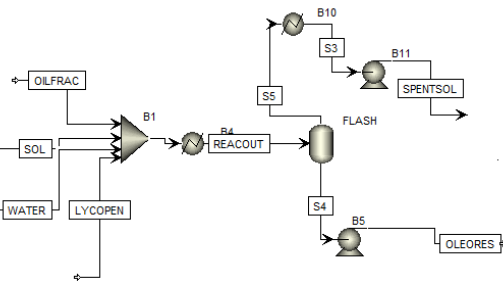 B10
S3
B11
OILFRAC
SPENTSOL
S5
B1
FLASH
B4
SOL
REACOUT
S4
WATER
LYCOPEN
B5
OLEORES